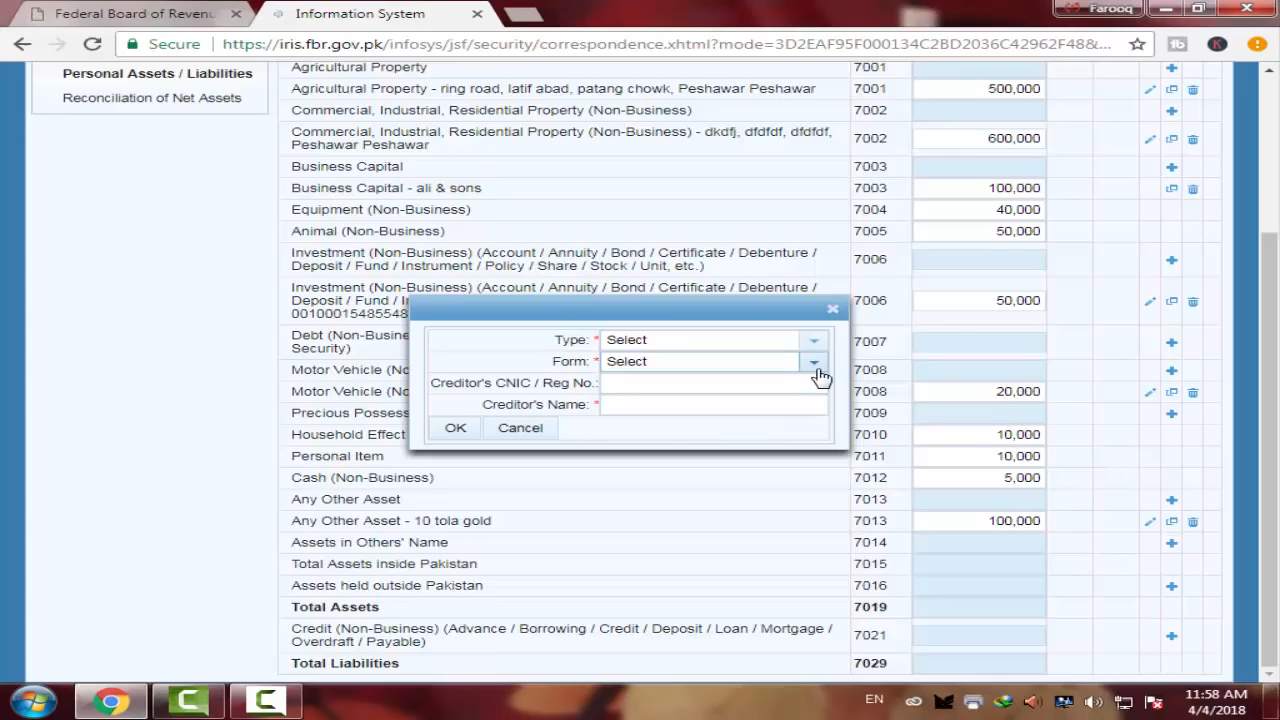 Federal Board of Revenu
Information System
Farooq
Secure
https://iris.fbr.gov.pk/infosys/jsf/security/correspondence.xhtml?mode=3D2EAF95F000134C2BD2036C42962F48&...
Personal Assets / Liabilities
Reconciliation of Net Assets
Agricultural Property 7001
Agricultural Property - ring road, latif abad, patang chowk, Peshawar Peshawar 7001 500,000
Commercial, Industrial, Residential Property (Non-Business) 7002
Commercial, Industrial, Residential Property (Non-Business) - dkdfj, dfdfdf, dfdfdf,
Peshawar Peshawar 7002 600,000
Business Capital 7003
Business Capital - ali & sons 7003 100,000
Equipment (Non-Business) 7004 40,000
Animal (Non-Business) 7005 50,000
Investment (Non-Business) (Account / Annuity / Bond / Certificate / Debenture /
Deposit / Fund / Instrument / Policy / Share / Stock / Unit, etc.) 7006
Investment (Non-Business) (Account / Annuity / Bond / Certificate / Debenture /
Deposit / Fund / I 7006 50,000
00100015485548
Debt (Non-Busine
Security) 7007
Motor Vehicle (No 7008
Motor Vehicle (No 7008 20,000
Precious Possess 7009
Household Effect 7010 10,000
Personal Item 7011 10,000
Cash (Non-Business) 7012 5,000
Any Other Asset 7013
Any Other Asset - 10 tola gold 7013 100,000
Assets in Others' Name 7014
Total Assets inside Pakistan 7015
Assets held outside Pakistan 7016
Total Assets 7019
Credit (Non-Business) (Advance / Borrowing / Credit / Deposit / Loan / Mortgage /
Overdraft / Payable) 7021
Total Liabilities 7029
Type: * Select
Form: * Select
Creditor's CNIC / Reg No.:
Creditor's Name: *
OK Cancel
EN
11:58 AM
4/4/2018